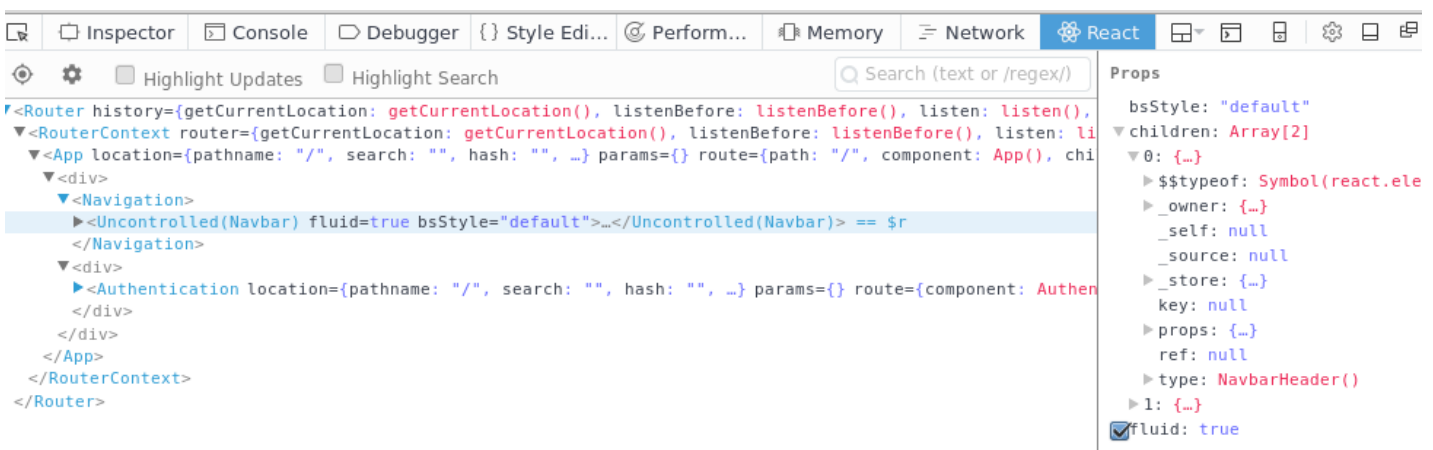 Inspector Console Debugger {} Style Edi... Perform... Memory Network React
Highlight Updates Highlight Search Search (text or /regex/)
<Router history={getCurrentLocation: getCurrentLocation(), listenBefore: listenBefore(), listen: listen(),
<RouterContext router={getCurrentLocation: getCurrentLocation(), listenBefore: listenBefore(), listen: li
<App location={pathname: "/", search: "", hash: "", …} params={} route={path: "/", component: App(), chi
<div>
<Navigation>
<Uncontrolled(Navbar) fluid=true bsStyle="default">…</Uncontrolled(Navbar)> == $r
</Navigation>
<div>
<Authentication location={pathname: "/", search: "", hash: "", …} params={} route={component: Authen
</div>
</div>
</App>
</RouterContext>
</Router>
Props
bsStyle: "default"
children: Array[2]
0: {…}
$$typeof: Symbol(react.ele
_owner: {…}
_self: null
_source: null
_store: {…}
key: null
props: {…}
ref: null
type: NavbarHeader()
1: {…}
fluid: true